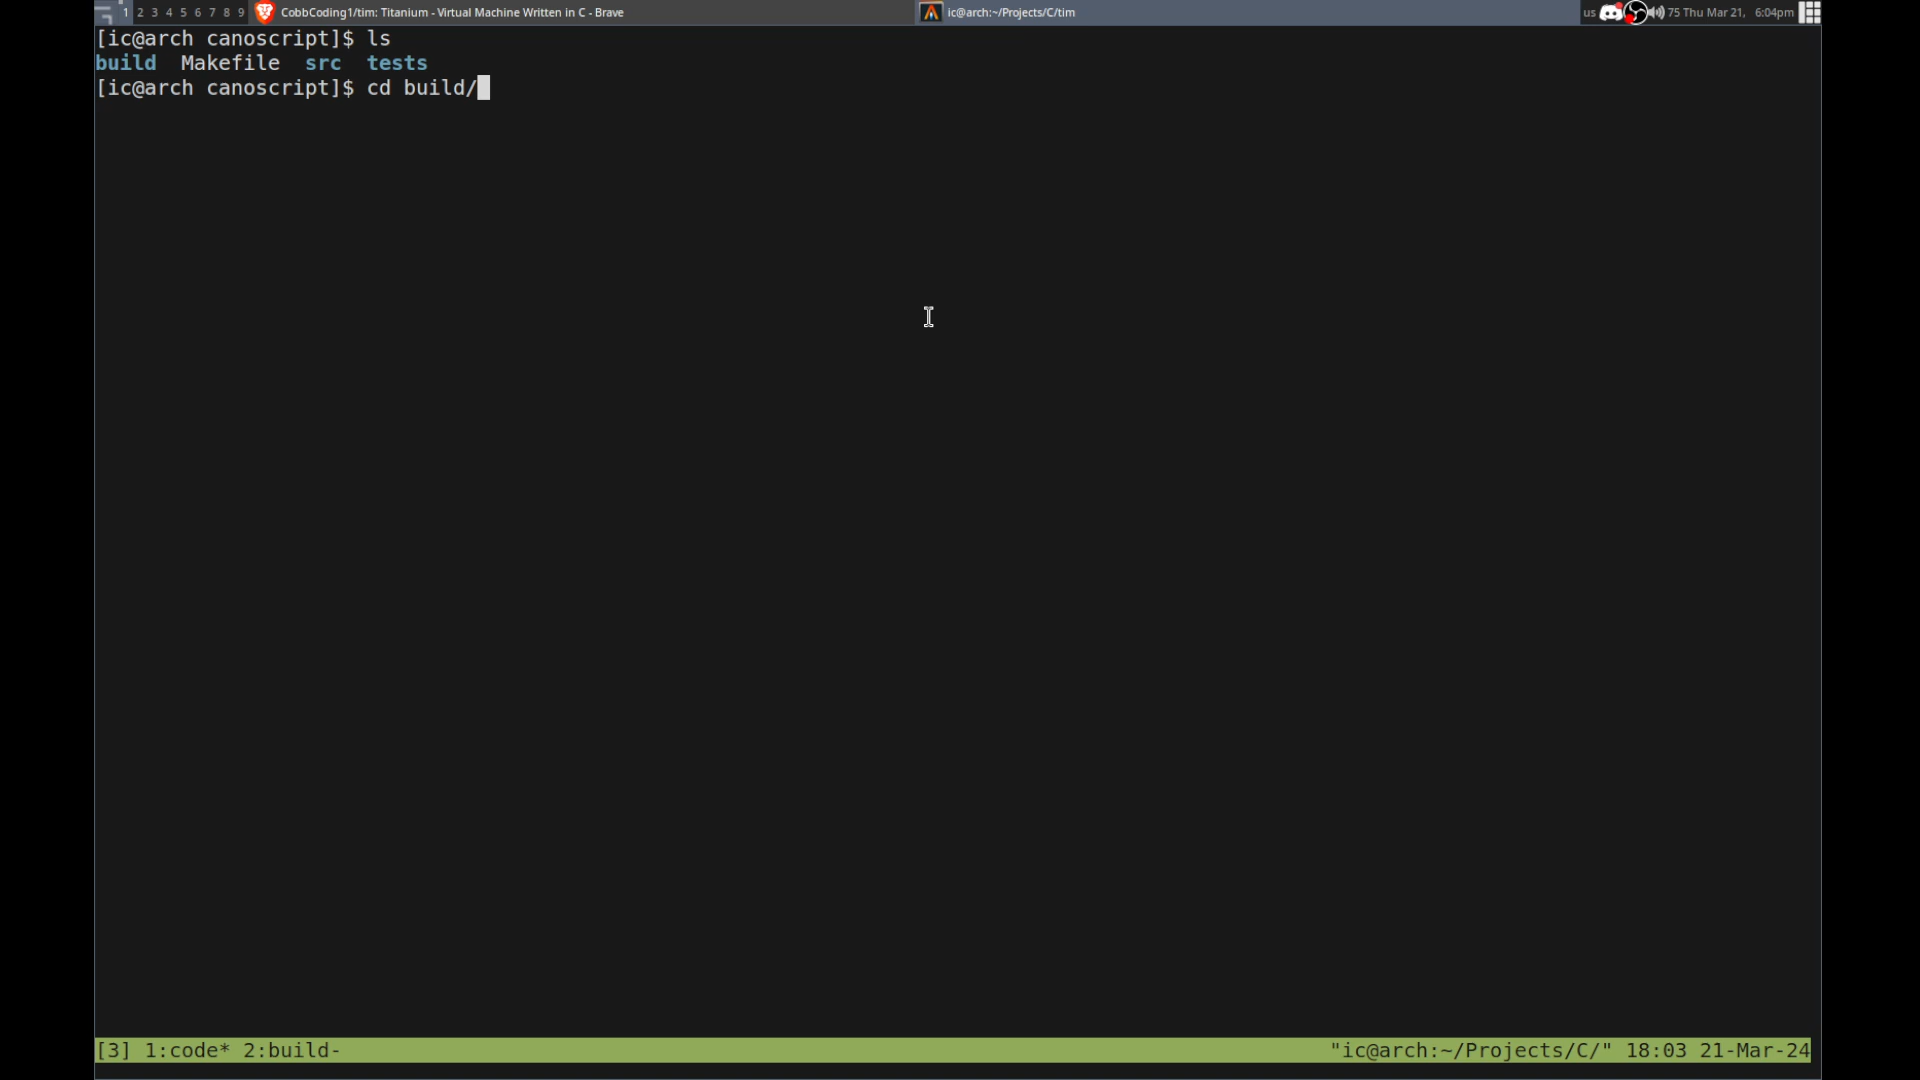 1 2 3 4 5 6 7 8 9 CobbCoding1/tim: Titanium - Virtual Machine Written in C - Brave ic@arch:~/Projects/C/tim us 75 Thu Mar 21, 6:04pm
[ic@arch canoscript]$ ls
build Makefile src tests
[ic@arch canoscript]$ cd build/
[3] 1:code* 2:build- "ic@arch:~/Projects/C/" 18:03 21-Mar-24